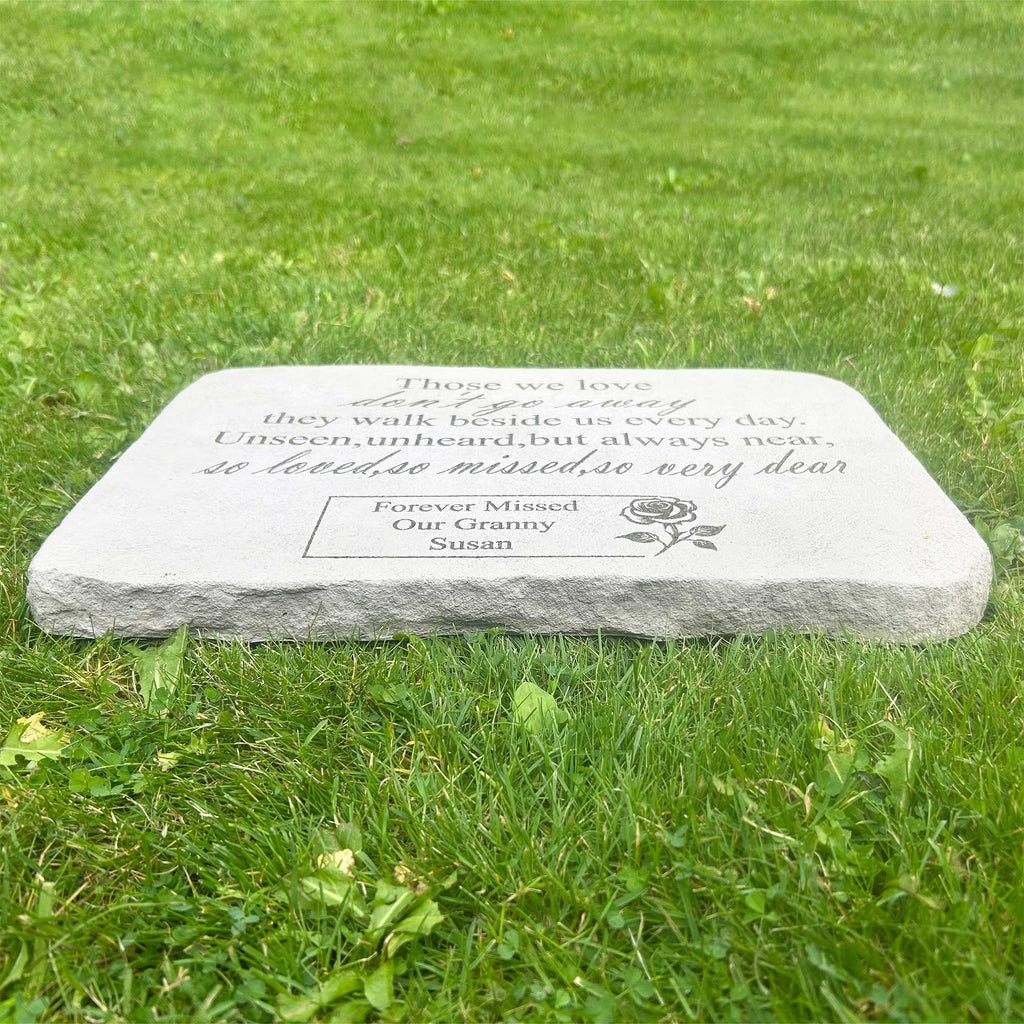 Those we love
don't go away
they walk beside us every day.
Unseen,unheard,but always near,
so loved,so missed,so very dear
Forever Missed
Our Granny
Susan